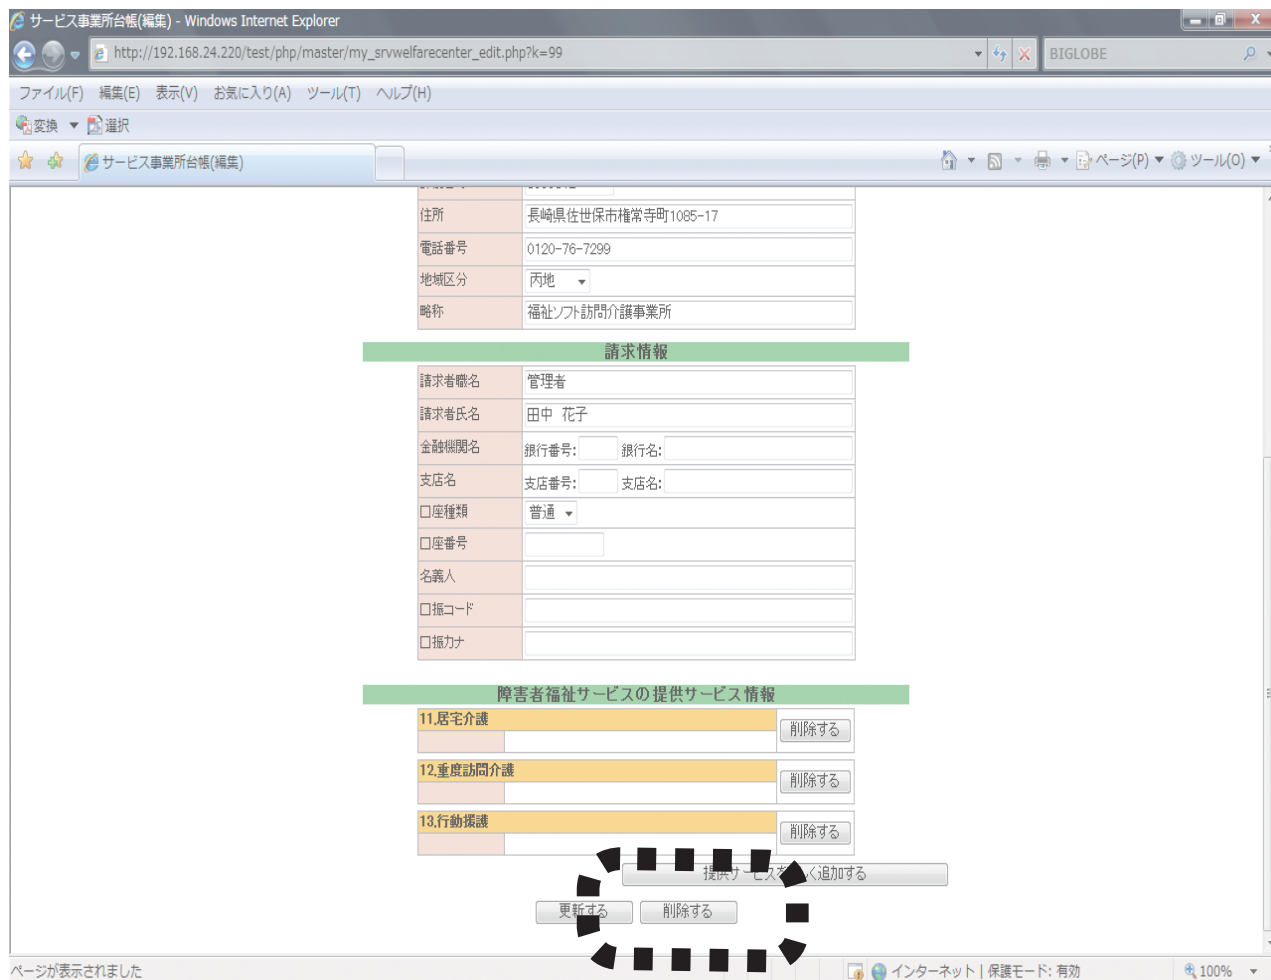 サービス事業所台帳(編集) - Windows Internet Explorer
http://192.168.24.220/test/php/master/my_srvwelfarecenter_edit.php?k=99
BIGLOBE
ファイル(F) 編集(E) 表示(V) お気に入り(A) ツール(T) ヘルプ(H)
変換 選択
サービス事業所台帳(編集)
ページ(P) ツール(O)
住所 長崎県佐世保市権常寺町1085-17
電話番号 0120-76-7299
地域区分 丙地
略称 福祉ソフト訪問介護事業所
請求情報
請求者職名 管理者
請求者氏名 田中 花子
金融機関名 銀行番号: 銀行名:
支店名 支店番号: 支店名:
口座種類 普通
口座番号
名義人
口振コード
口振カナ
障害者福祉サービスの提供サービス情報
11.居宅介護 削除する
12.重度訪問介護 削除する
13.行動援護 削除する
提供サービスを く追加する
更新する 削除する
ページが表示されました
インターネット | 保護モード: 有効
100%